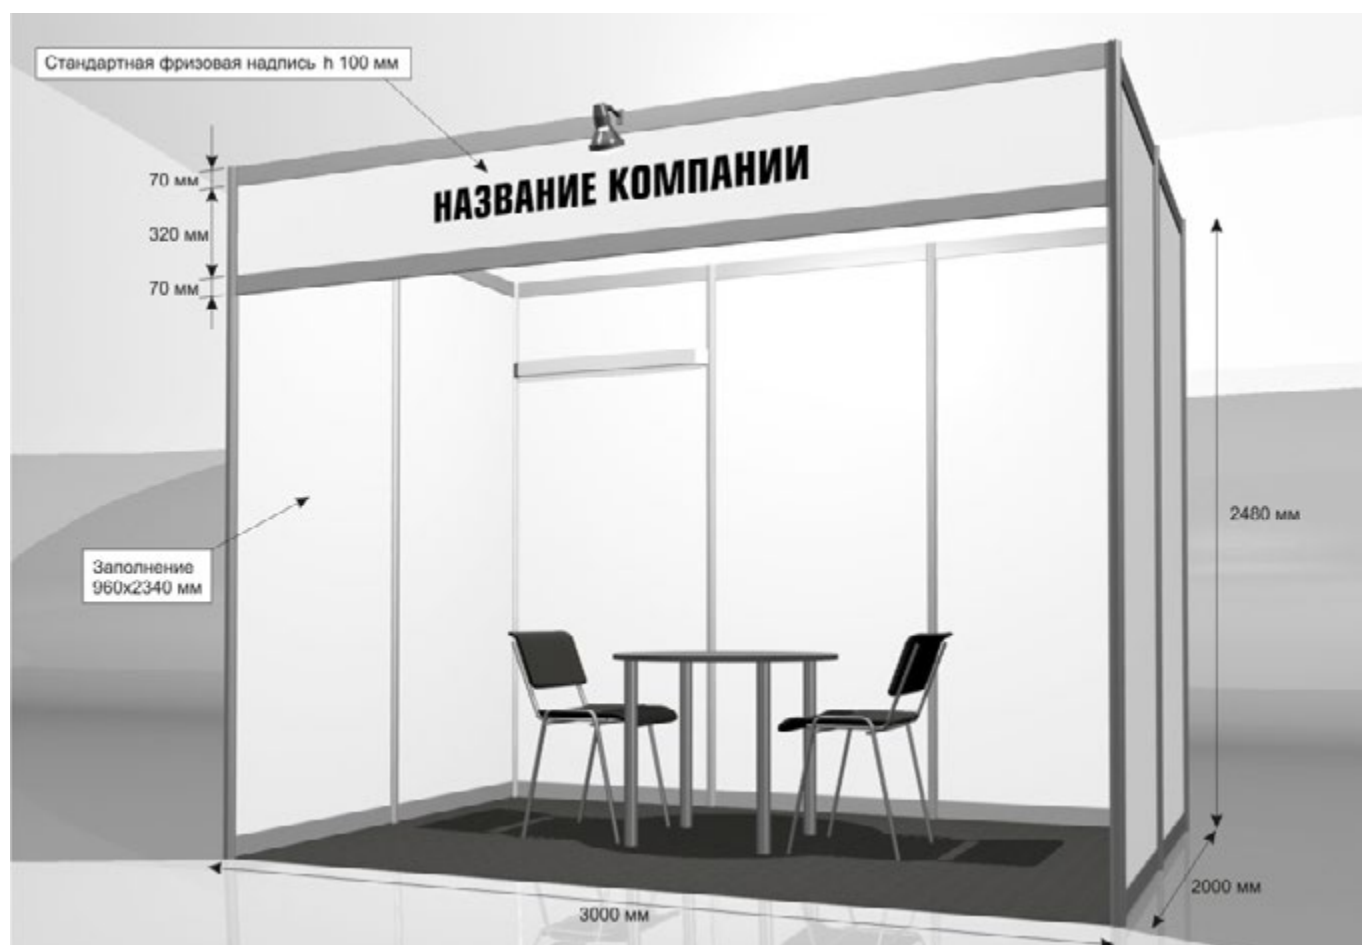 Стандартная фризовая надпись h 100 мм
НАЗВАНИЕ КОМПАНИИ
70 мм
320 мм
70 мм
2480 мм
Заполнение
960х2340 мм
2000 мм
3000 мм